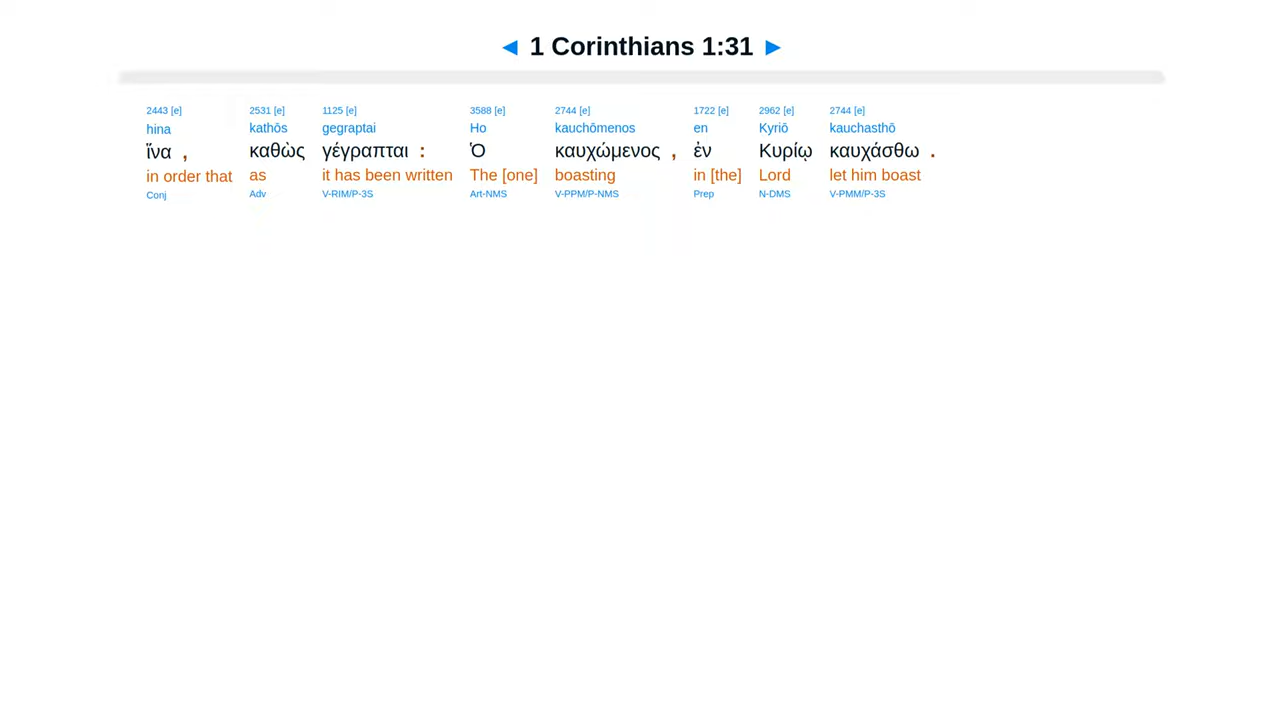 ◄ 1 Corinthians 1:31 ►
2443 [e] 2531 [e] 1125 [e] 3588 [e] 2744 [e] 1722 [e] 2962 [e] 2744 [e]
hina kathōs gegraptai Ho kauchōmenos en Kyriō kauchasthō
ἵνα , καθὼς γέγραπται : Ὁ καυχώμενος , ἐν Κυρίῳ καυχάσθω .
in order that as it has been written The [one] boasting in [the] Lord let him boast
Conj Adv V-RIM/P-3S Art-NMS V-PPM/P-NMS Prep N-DMS V-PMM/P-3S